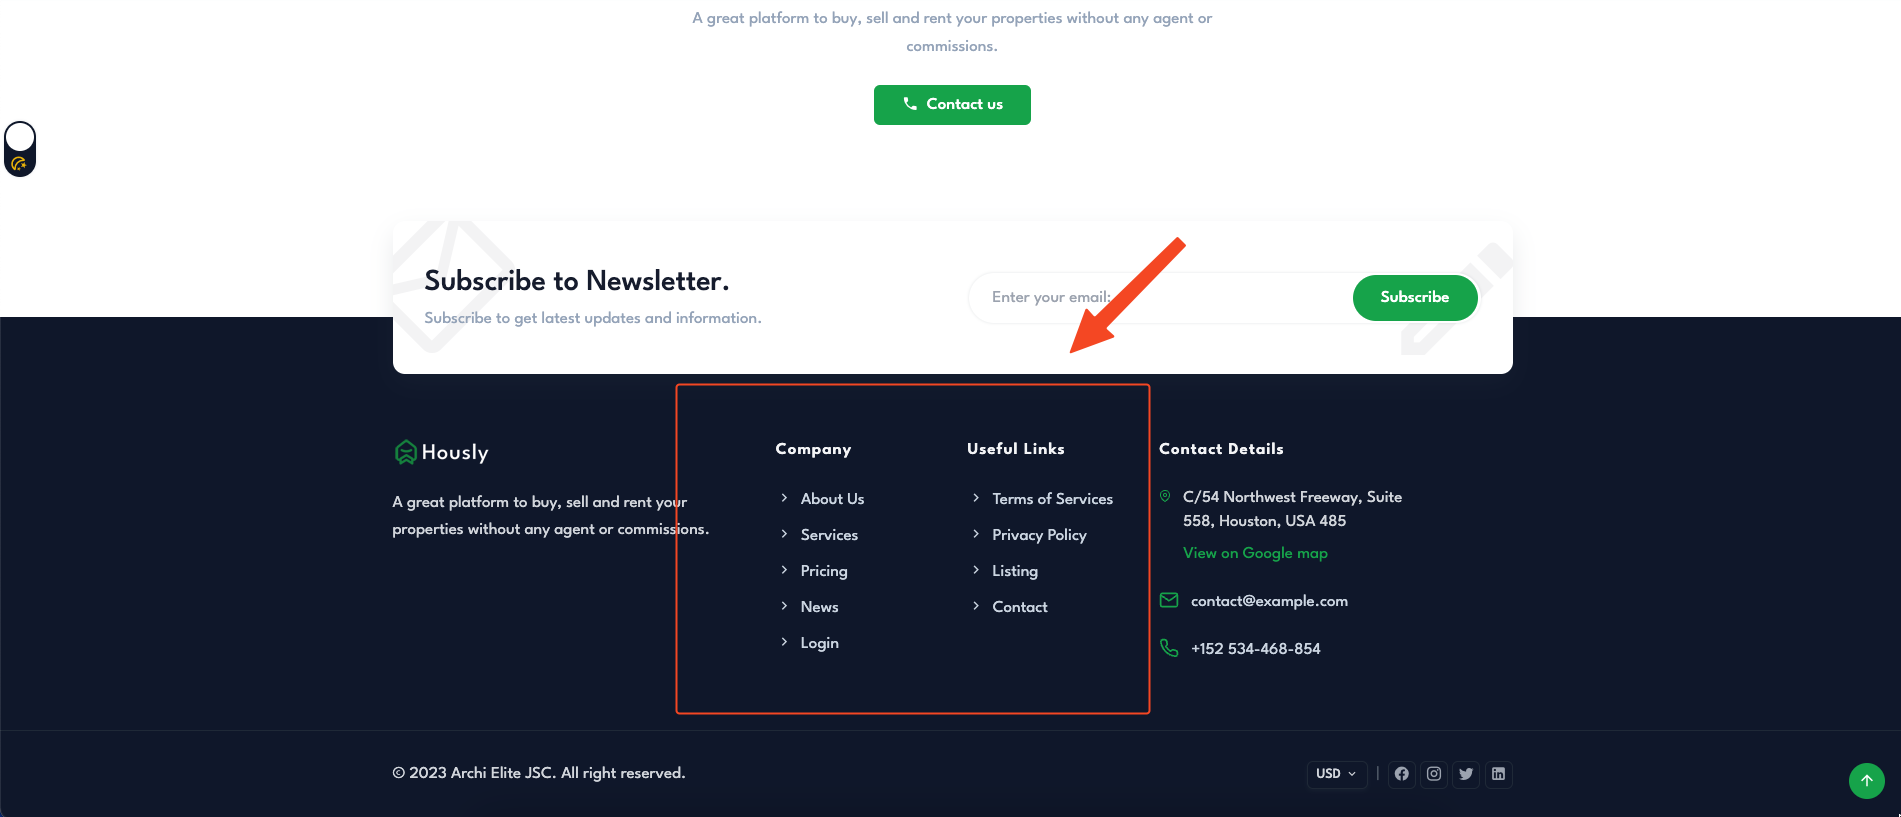 A great platform to buy, sell and rent your properties without any agent or
commissions.
Contact us
Subscribe to Newsletter.
Subscribe to get latest updates and information.
Enter your email:
Subscribe
Hously
A great platform to buy, sell and rent your
properties without any agent or commissions.
Company
About Us
Services
Pricing
News
Login
Useful Links
Terms of Services
Privacy Policy
Listing
Contact
Contact Details
C/54 Northwest Freeway, Suite
558, Houston, USA 485
View on Google map
contact@example.com
+152 534-468-854
© 2023 Archi Elite JSC. All right reserved.
USD